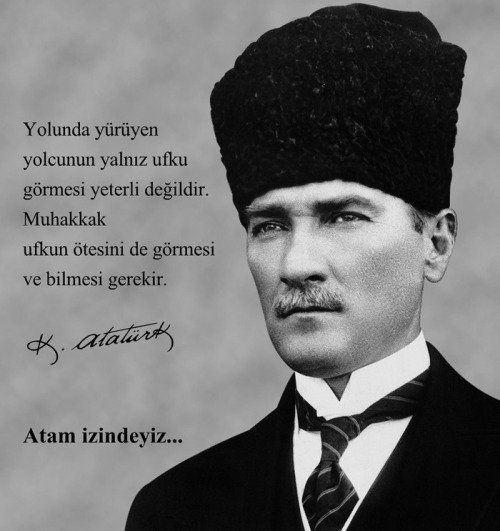 Yolunda yürüyen
yolcunun yalnız ufku
görmesi yeterli değildir.
Muhakkak
ufkun ötesini de görmesi
ve bilmesi gerekir.
K. Atatürk
Atam izindeyiz...